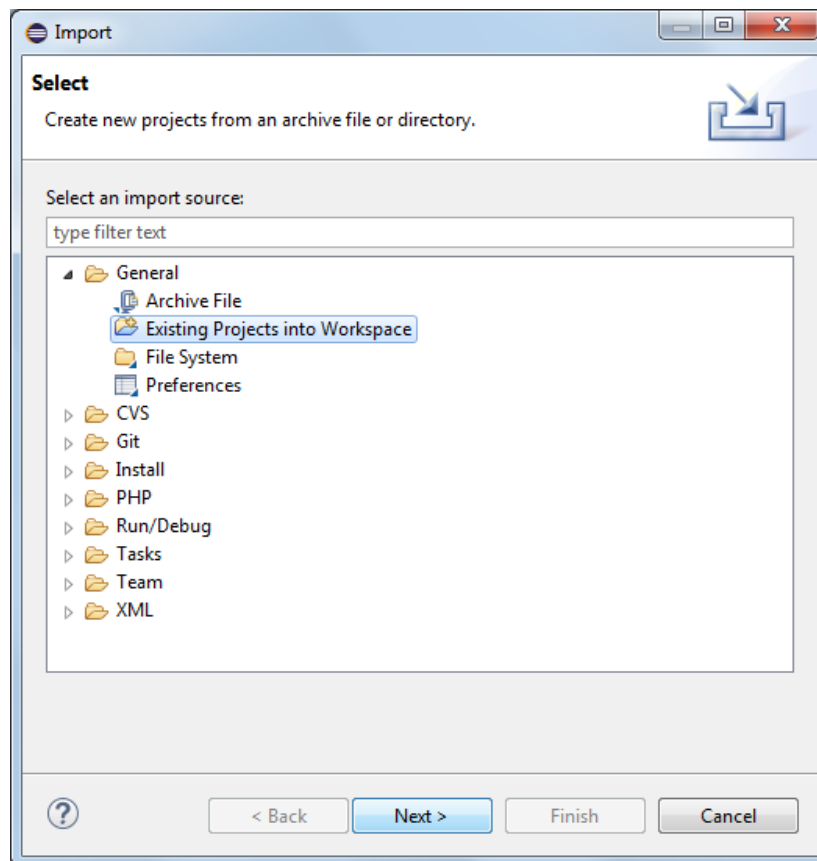 Import
Select
Create new projects from an archive file or directory.
Select an import source:
type filter text
General
Archive File
Existing Projects into Workspace
File System
Preferences
CVS
Git
Install
PHP
Run/Debug
Tasks
Team
XML
? < Back Next > Finish Cancel